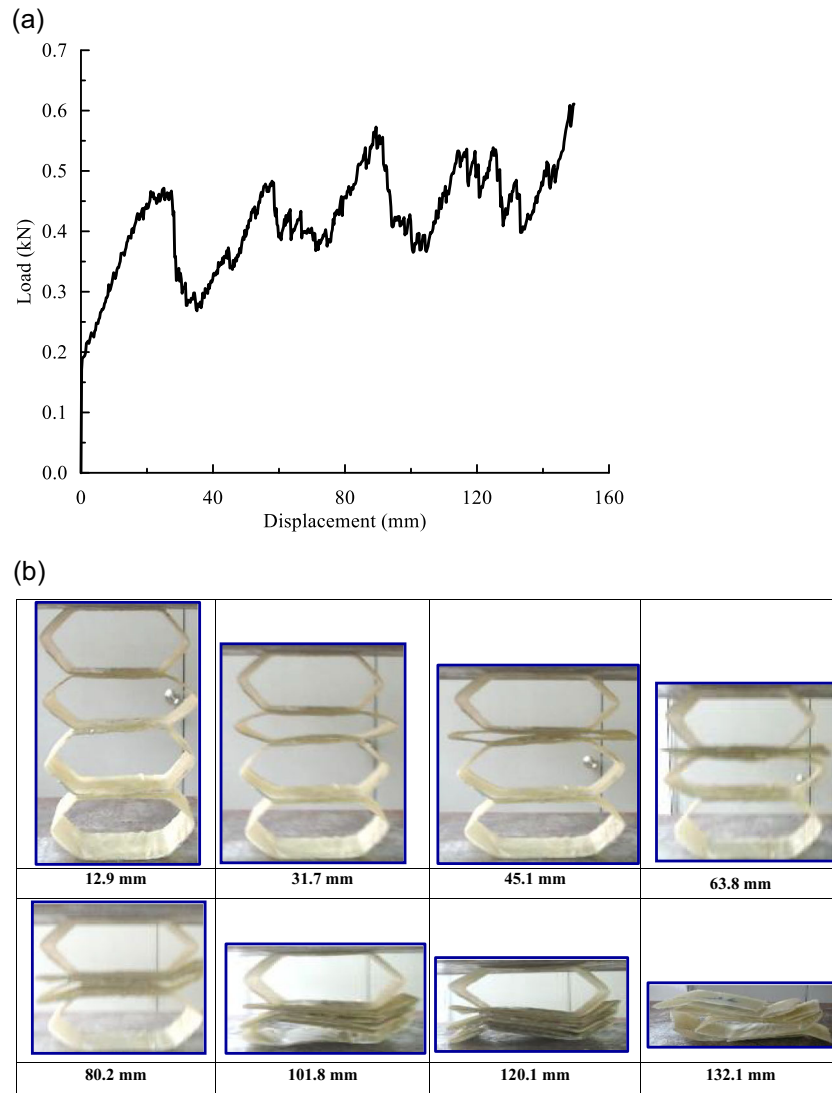 (a)
0.7
0.6
0.5
0.4
0.3
0.2
0.1
0.0
Load (kN)
0 40 80 120 160
Displacement (mm)
(b)
12.9 mm 31.7 mm 45.1 mm 63.8 mm
80.2 mm 101.8 mm 120.1 mm 132.1 mm